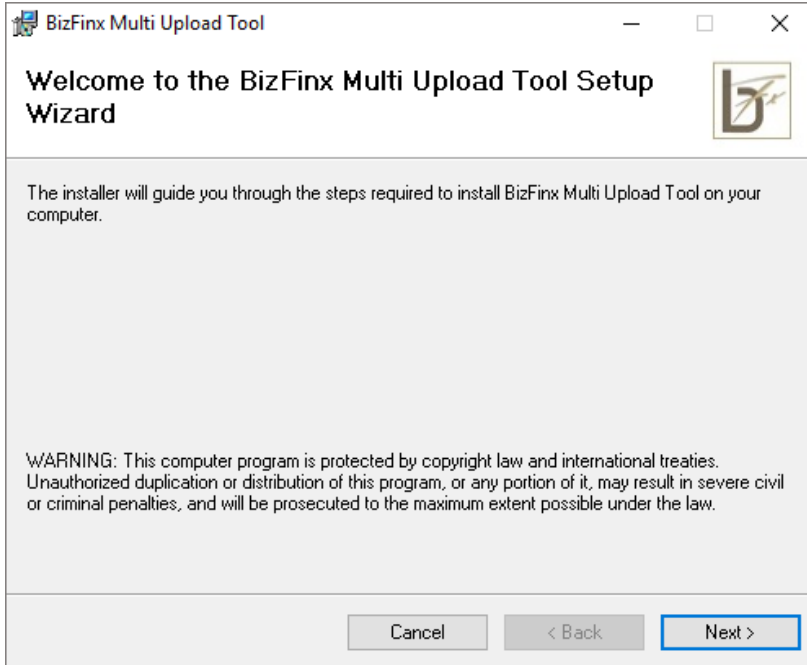 BizFinx Multi Upload Tool
Welcome to the BizFinx Multi Upload Tool Setup
Wizard
bFx
The installer will guide you through the steps required to install BizFinx Multi Upload Tool on your
computer.
WARNING: This computer program is protected by copyright law and international treaties.
Unauthorized duplication or distribution of this program, or any portion of it, may result in severe civil
or criminal penalties, and will be prosecuted to the maximum extent possible under the law.
Cancel
< Back
Next >